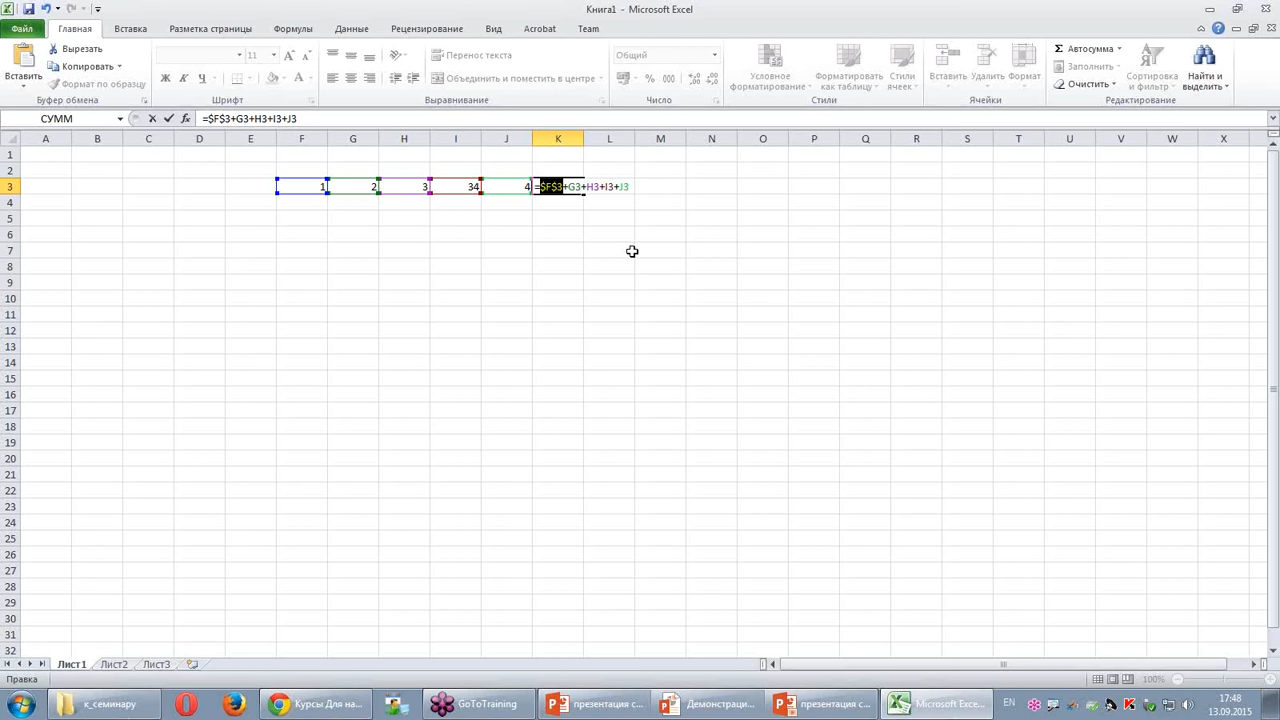 Книга1 - Microsoft Excel
Файл Главная Вставка Разметка страницы Формулы Данные Рецензирование Вид Acrobat Team
Вставить
Вырезать
Копировать
Формат по образцу
Буфер обмена
11
Ж К Ч
Шрифт
Перенос текста
Объединить и поместить в центре
Выравнивание
Общий
% 000
Число
Условное форматирование
Форматировать как таблицу
Стили ячейки
Стили
Вставить Удалить Формат
Ячейки
Σ Автосумма
Заполнить
Очистить
Сортировка
Найти и выделить
Редактирование
СУММ fx =$F$3+G3+H3+I3+J3
A B C D E F G H I J K L M N O P Q R S T U V W X
1
2
3 1 2 3 34 4 =$F$3+G3+H3+I3+J3
4
5
6
7
8
9
10
11
12
13
14
15
16
17
18
19
20
21
22
23
24
25
26
27
28
29
30
31
32
Лист1 Лист2 Лист3
Правка 100%
к_семинару Курсы Для на... GoToTraining презентация с... Демонстраци... презентация с... Microsoft Exce... EN 17:48
13.09.2015